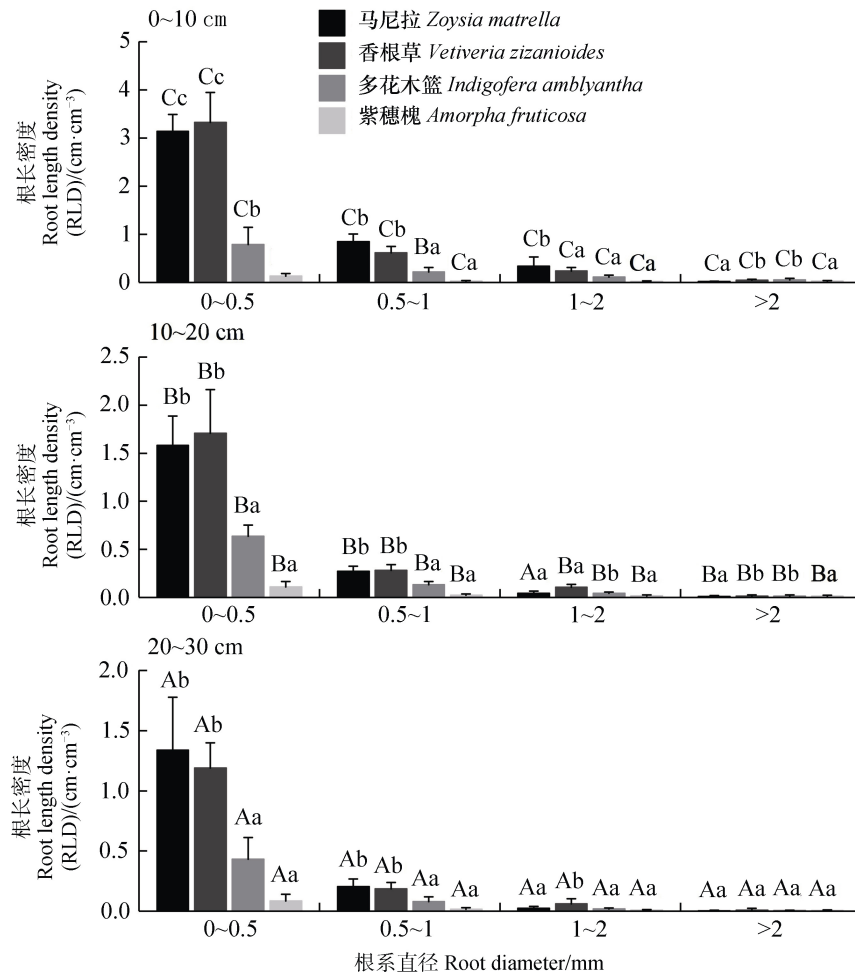 0~10 cm
马尼拉 Zoysia matrella
香根草 Vetiveria zizanioides
多花木篮 Indigofera amblyantha
紫穗槐 Amorpha fruticosa
根长密度
Root length density
(RLD)/(cm·cm⁻³)
5
4
3
2
1
0
Cc Cc Cb
Cb Cb Ba Ca
Cb Ca Ca Ca
Ca Cb Cb Ca
0~0.5 0.5~1 1~2 >2
10~20 cm
根长密度
Root length density
(RLD)/(cm·cm⁻³)
2.5
2.0
1.5
1.0
0.5
0.0
Bb Bb Ba Ba
Bb Bb Ba Ba
Aa Ba Bb Ba
Ba Bb Bb Ba
0~0.5 0.5~1 1~2 >2
20~30 cm
根长密度
Root length density
(RLD)/(cm·cm⁻³)
2.0
1.5
1.0
0.5
0.0
Ab Ab Aa Aa
Ab Ab Aa Aa
Aa Ab Aa Aa
Aa Aa Aa Aa
0~0.5 0.5~1 1~2 >2
根系直径 Root diameter/mm